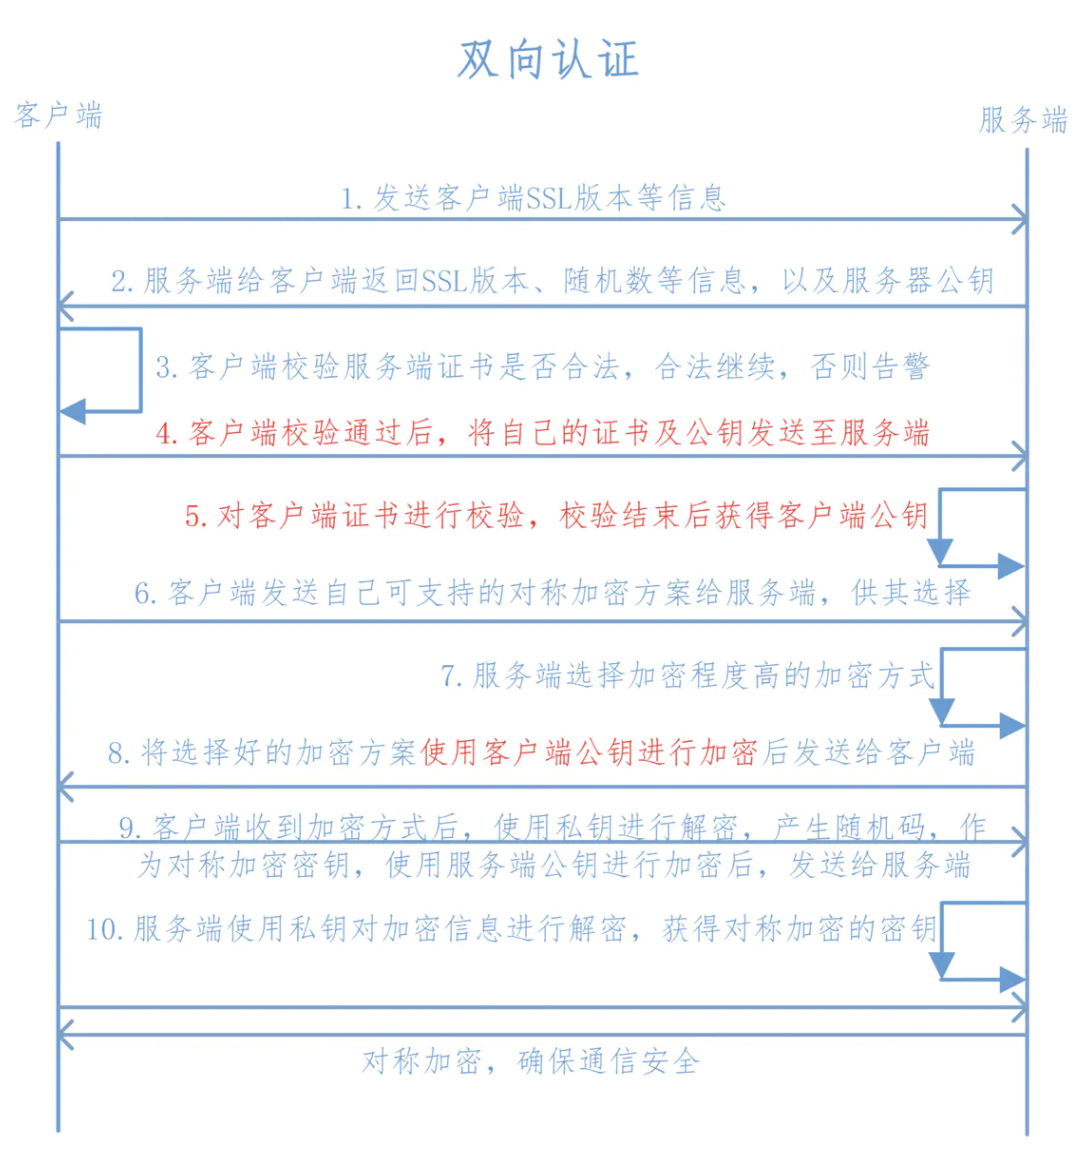 双向认证
客户端
服务端
1.发送客户端SSL版本等信息
2.服务端给客户端返回SSL版本、随机数等信息，以及服务器公钥
3.客户端校验服务端证书是否合法，合法继续，否则告警
4.客户端校验通过后，将自己的证书及公钥发送至服务端
5.对客户端证书进行校验，校验结束后获得客户端公钥
6.客户端发送自己可支持的对称加密方案给服务端，供其选择
7.服务端选择加密程度高的加密方式
8.将选择好的加密方案使用客户端公钥进行加密后发送给客户端
9.客户端收到加密方式后，使用私钥进行解密，产生随机码，作
为对称加密密钥，使用服务端公钥进行加密后，发送给服务端
10.服务端使用私钥对加密信息进行解密，获得对称加密的密钥
对称加密，确保通信安全